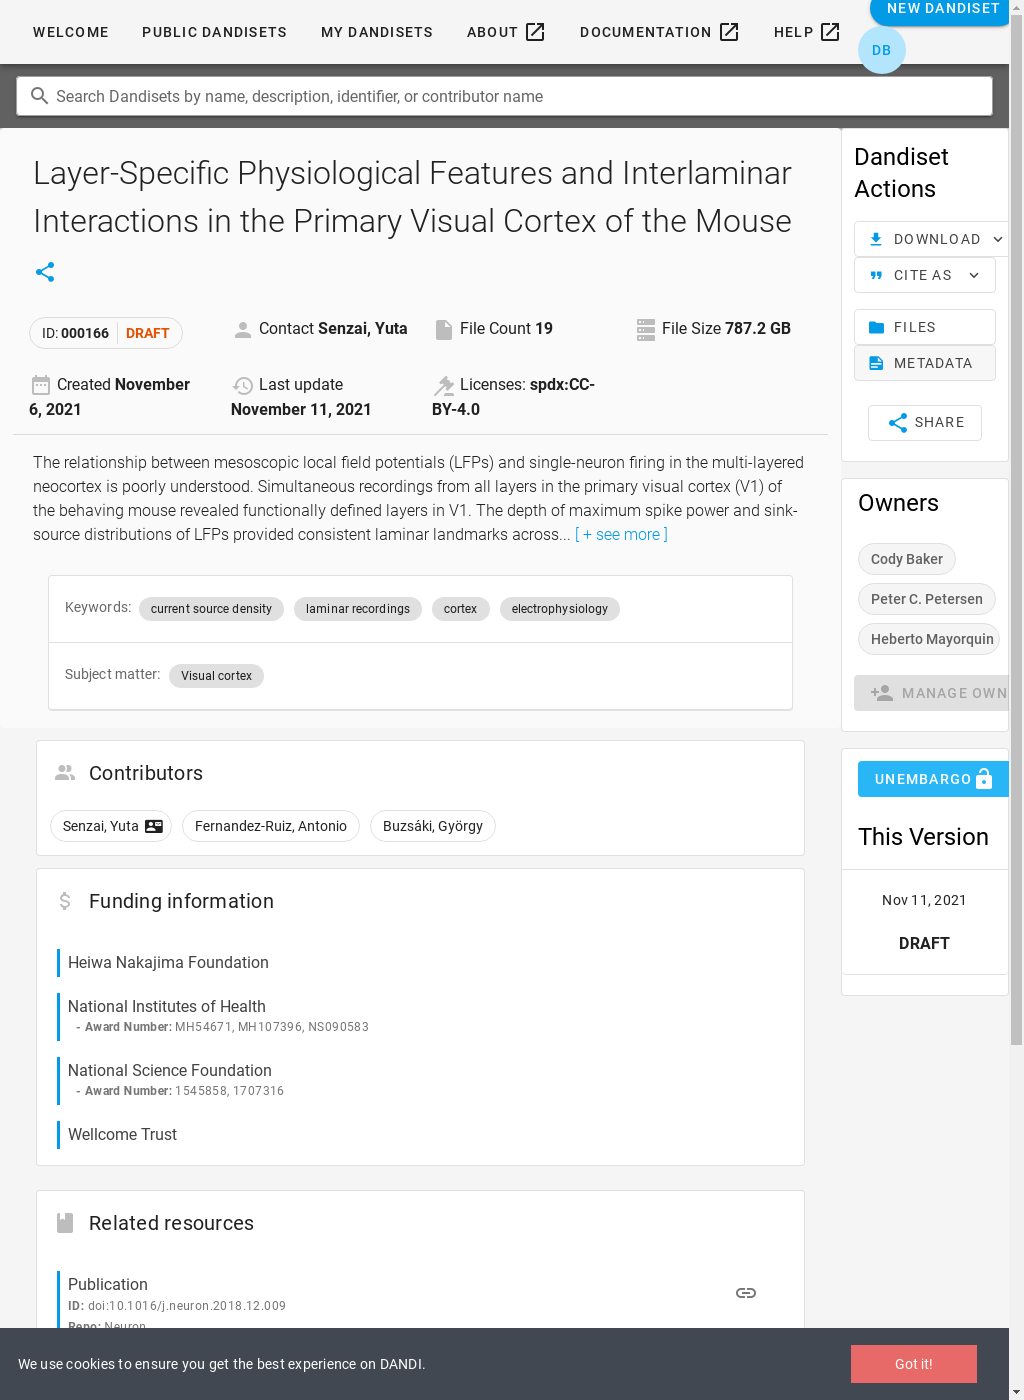 WELCOME PUBLIC DANDISETS MY DANDISETS ABOUT DOCUMENTATION HELP NEW DANDISET
DB
Search Dandisets by name, description, identifier, or contributor name
Layer-Specific Physiological Features and Interlaminar
Interactions in the Primary Visual Cortex of the Mouse
ID: 000166 DRAFT
Contact Senzai, Yuta
File Count 19
File Size 787.2 GB
Created November
6, 2021
Last update
November 11, 2021
Licenses: spdx:CC-
BY-4.0
The relationship between mesoscopic local field potentials (LFPs) and single-neuron firing in the multi-layered
neocortex is poorly understood. Simultaneous recordings from all layers in the primary visual cortex (V1) of
the behaving mouse revealed functionally defined layers in V1. The depth of maximum spike power and sink-
source distributions of LFPs provided consistent laminar landmarks across... [ + see more ]
Keywords: current source density laminar recordings cortex electrophysiology
Subject matter: Visual cortex
Contributors
Senzai, Yuta Fernandez-Ruiz, Antonio Buzsáki, György
Funding information
Heiwa Nakajima Foundation
National Institutes of Health
- Award Number: MH54671, MH107396, NS090583
National Science Foundation
- Award Number: 1545858, 1707316
Wellcome Trust
Related resources
Publication
ID: doi:10.1016/j.neuron.2018.12.009
Repo: Neuron
Dandiset
Actions
DOWNLOAD
CITE AS
FILES
METADATA
SHARE
Owners
Cody Baker
Peter C. Petersen
Heberto Mayorquin
MANAGE OWN
UNEMBARGO
This Version
Nov 11, 2021
DRAFT
We use cookies to ensure you get the best experience on DANDI.
Got it!